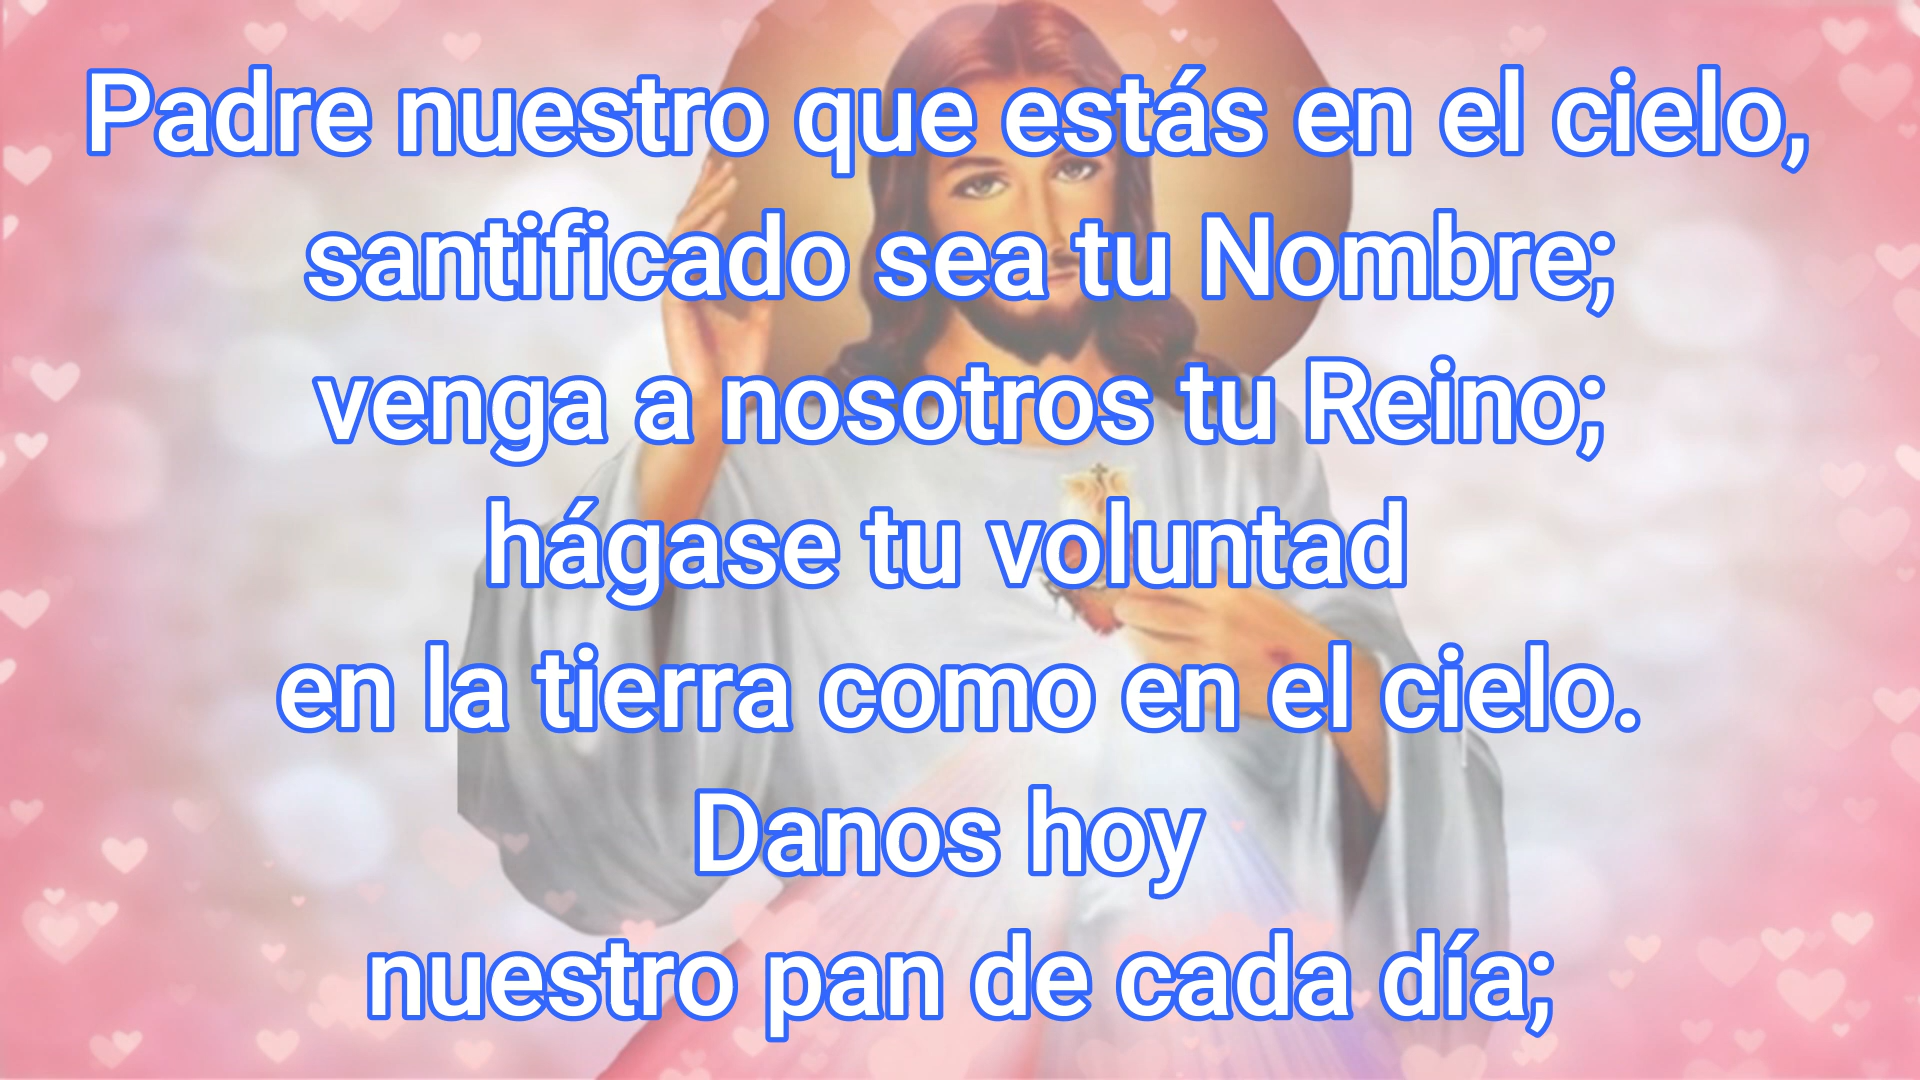 Padre nuestro que estás en el cielo,
santificado sea tu Nombre;
venga a nosotros tu Reino;
hágase tu voluntad
en la tierra como en el cielo.
Danos hoy
nuestro pan de cada día;